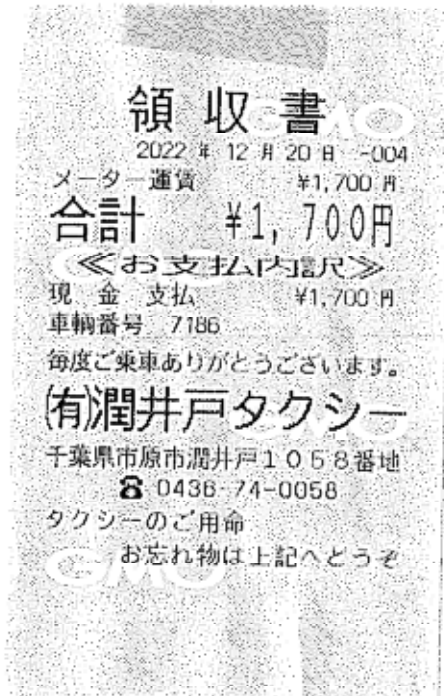 領収書
2022年12月20日 -004
メーター運賃 ¥1,700円
合計 ¥1,700円
≪お支払内訳≫
現金支払 ¥1,700円
車輌番号 7186
毎度ご乗車ありがとうございます。
㈲潤井戸タクシー
千葉県市原市潤井戸1058番地
☎ 0436-74-0058
タクシーのご用命
お忘れ物は上記へどうぞ
GMO
GMO
GMO